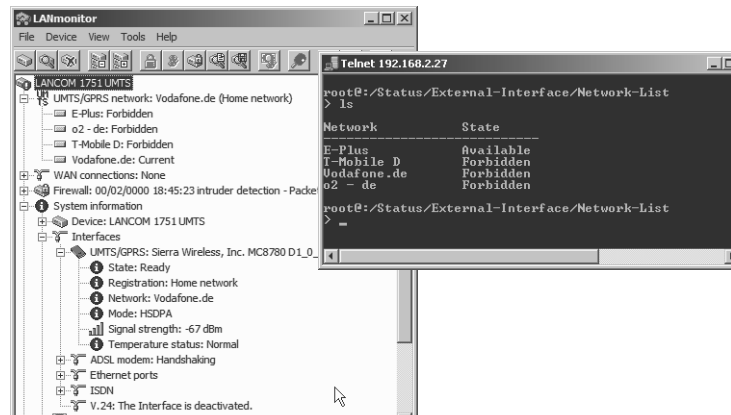 LANmonitor
File Device View Tools Help
LANCOM 1751 UMTS
UMTS/GPRS network: Vodafone.de (Home network)
E-Plus: Forbidden
o2 - de: Forbidden
T-Mobile D: Forbidden
Vodafone.de: Current
WAN connections: None
Firewall: 00/02/0000 18:45:23 intruder detection - Packe
System information
Device: LANCOM 1751 UMTS
Interfaces
UMTS/GPRS: Sierra Wireless, Inc. MC8780 D1_0_
State: Ready
Registration: Home network
Network: Vodafone.de
Mode: HSDPA
Signal strength: -67 dBm
Temperature status: Normal
ADSL modem: Handshaking
Ethernet ports
ISDN
V.24: The Interface is deactivated.
Telnet 192.168.2.27
root@:/Status/External-Interface/Network-List
> ls
Network State
---------------------------
E-Plus Available
T-Mobile D Forbidden
Vodafone.de Forbidden
o2 - de Forbidden
root@:/Status/External-Interface/Network-List
> _